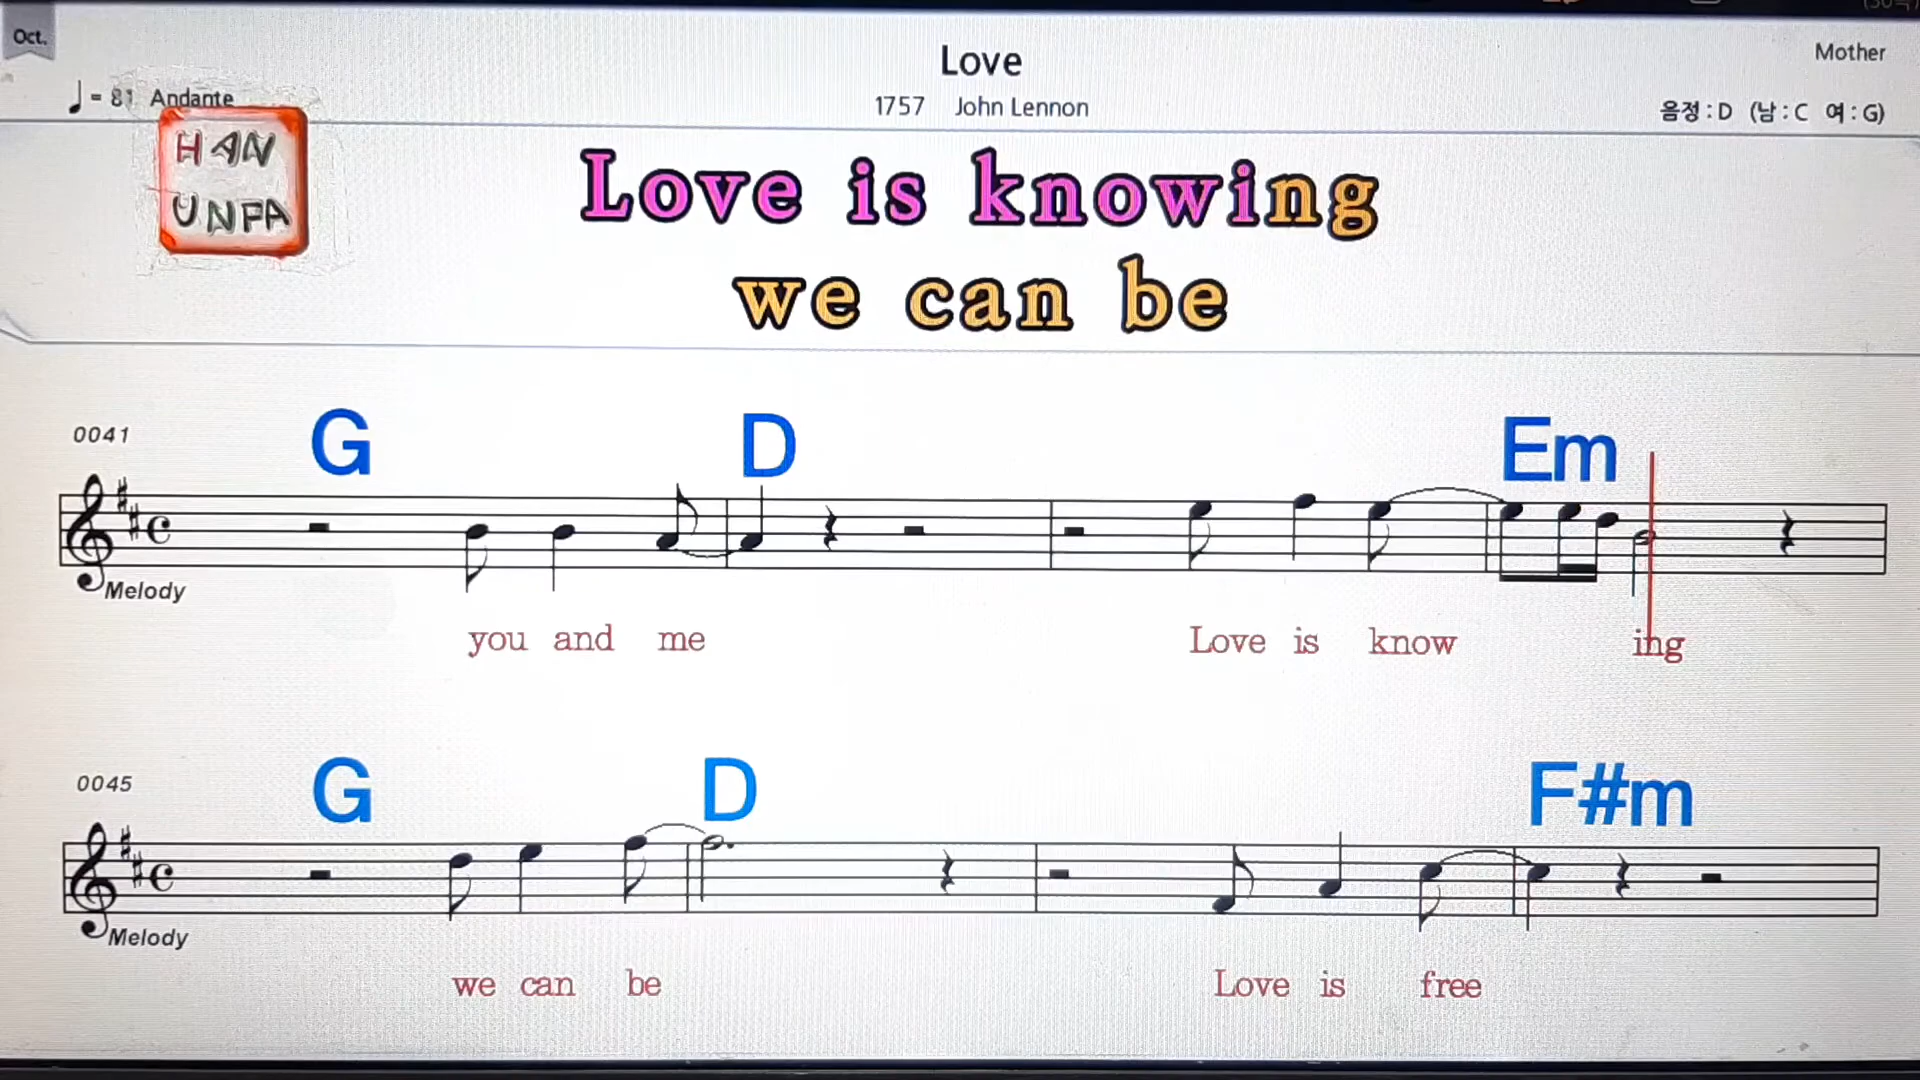 Oct.
Love
Mother
= 81 Andante
1757 John Lennon
음정 : D (남 : C 여 : G)
HAN
UNPA
Love is knowing
we can be
0041
G D Em
Melody
you and me Love is know ing
0045
G D F#m
Melody
we can be Love is free